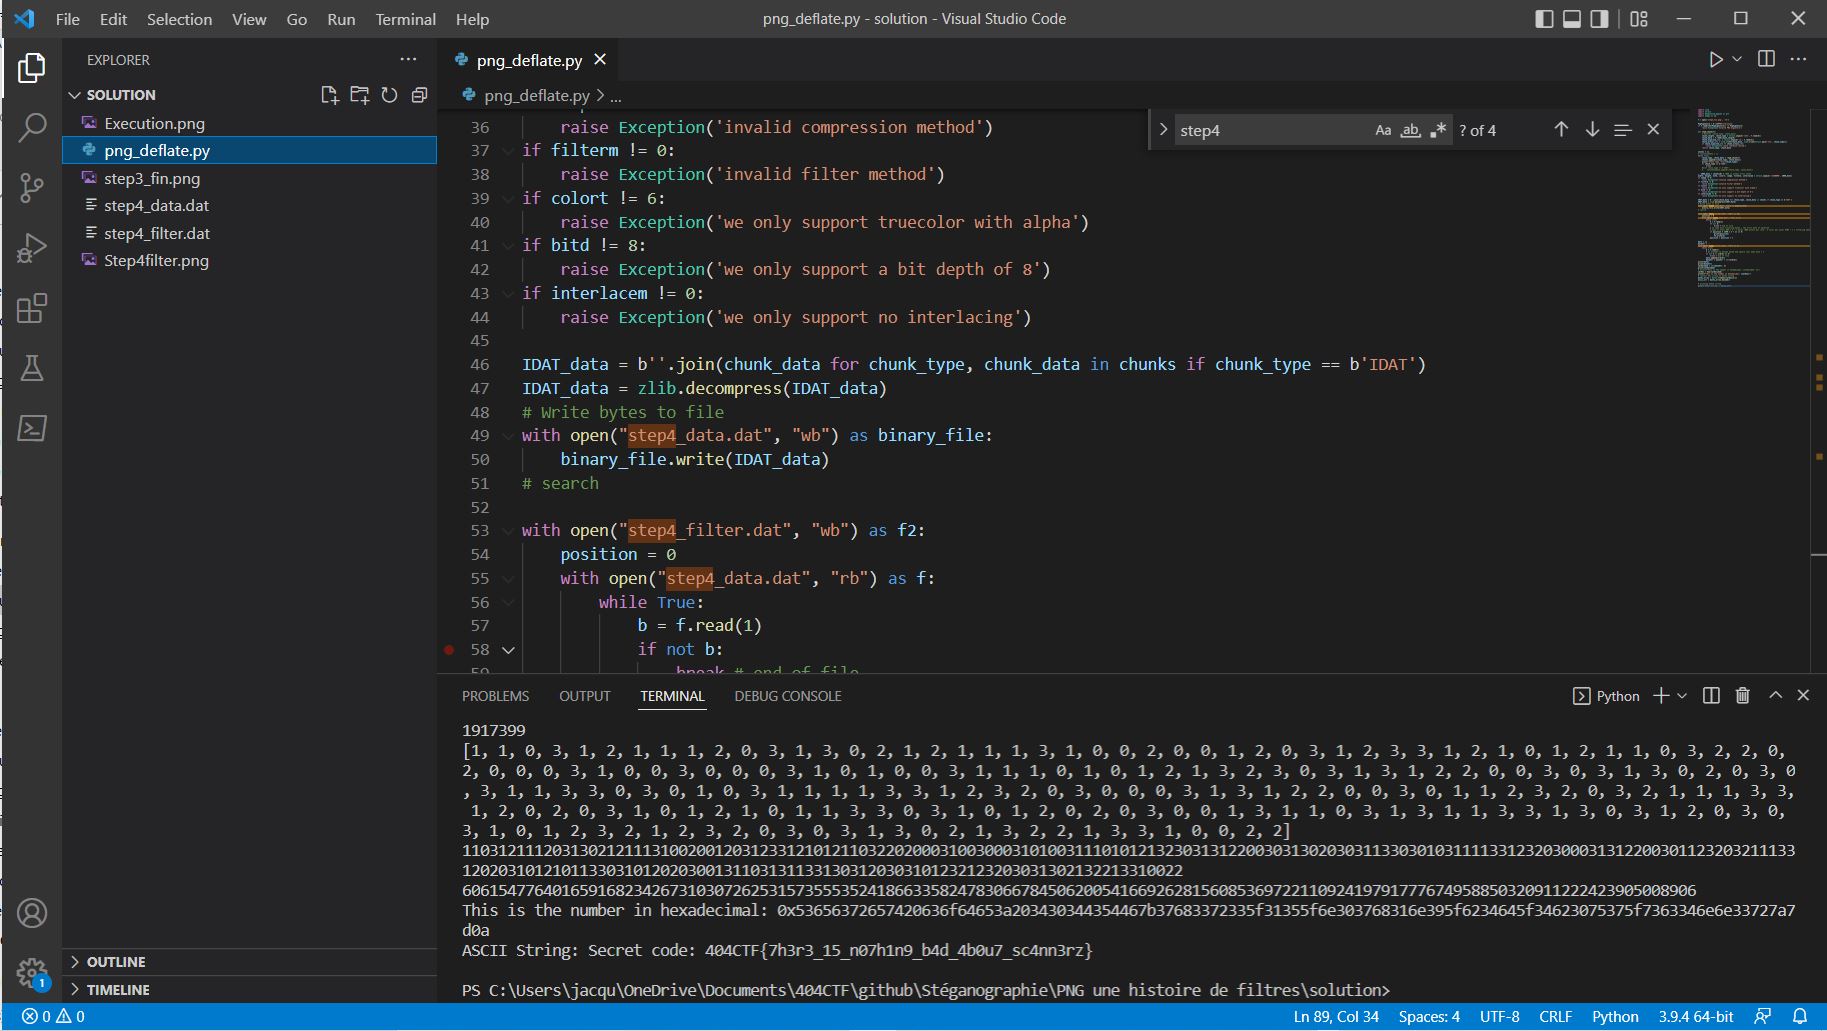 File Edit Selection View Go Run Terminal Help
png_deflate.py - solution - Visual Studio Code
EXPLORER
SOLUTION
Execution.png
png_deflate.py
step3_fin.png
step4_data.dat
step4_filter.dat
Step4filter.png
OUTLINE
TIMELINE
png_deflate.py
png_deflate.py > ...
step4
Aa ab ? of 4
36 raise Exception('invalid compression method')
37 if filterm != 0:
38 raise Exception('invalid filter method')
39 if colort != 6:
40 raise Exception('we only support truecolor with alpha')
41 if bitd != 8:
42 raise Exception('we only support a bit depth of 8')
43 if interlacem != 0:
44 raise Exception('we only support no interlacing')
45
46 IDAT_data = b''.join(chunk_data for chunk_type, chunk_data in chunks if chunk_type == b'IDAT')
47 IDAT_data = zlib.decompress(IDAT_data)
48 # Write bytes to file
49 with open("step4_data.dat", "wb") as binary_file:
50 binary_file.write(IDAT_data)
51 # search
52
53 with open("step4_filter.dat", "wb") as f2:
54 position = 0
55 with open("step4_data.dat", "rb") as f:
56 while True:
57 b = f.read(1)
58 if not b:
59 break # end of file
PROBLEMS OUTPUT TERMINAL DEBUG CONSOLE
Python
1917399
[1, 1, 0, 3, 1, 2, 1, 1, 1, 2, 0, 3, 1, 3, 0, 2, 1, 2, 1, 1, 1, 3, 1, 0, 0, 2, 0, 0, 1, 2, 0, 3, 1, 2, 3, 3, 1, 2, 1, 0, 1, 2, 1, 1, 0, 3, 2, 2, 0,
2, 0, 0, 0, 3, 1, 0, 0, 3, 0, 0, 0, 3, 1, 0, 1, 0, 0, 3, 1, 1, 1, 0, 1, 0, 1, 2, 1, 3, 2, 3, 0, 3, 1, 3, 1, 2, 2, 0, 0, 3, 0, 3, 1, 3, 0, 2, 0, 3, 0
, 3, 1, 1, 3, 3, 0, 3, 0, 1, 0, 3, 1, 1, 1, 1, 3, 3, 1, 2, 3, 2, 0, 3, 0, 0, 0, 3, 1, 3, 1, 2, 2, 0, 0, 3, 0, 1, 1, 2, 3, 2, 0, 3, 2, 1, 1, 1, 3, 3,
1, 2, 0, 2, 0, 3, 1, 0, 1, 2, 1, 0, 1, 1, 3, 3, 0, 3, 1, 0, 1, 2, 0, 2, 0, 3, 0, 0, 1, 3, 1, 1, 0, 3, 1, 3, 1, 1, 3, 3, 1, 3, 0, 3, 1, 2, 0, 3, 0,
3, 1, 0, 1, 2, 3, 2, 1, 2, 3, 2, 0, 3, 0, 3, 1, 3, 0, 2, 1, 3, 2, 2, 1, 3, 3, 1, 0, 0, 2, 2]
1103121112031302121113100200120312331210121103220200031003000310100311101012132303131220030313020303113303010311113312320300031312200301123203211133
120203101210113303101202030013110313113313031203031012321232030313021322133 10022
60615477640165916823426731030726253157355535241866335824783066784506200541669262815608536972211092419791777674958850320911222423905008906
This is the number in hexadecimal: 0x53656372657420636f64653a203430344354467b37683372335f31355f6e303768316e395f6234645f34623075375f7363346e6e33727a7
d0a
ASCII String: Secret code: 404CTF{7h3r3_15_n07h1n9_b4d_4b0u7_sc4nn3rz}
PS C:\Users\jacqu\OneDrive\Documents\404CTF\github\Stéganographie\PNG une histoire de filtres\solution>
1
0 0
Ln 89, Col 34 Spaces: 4 UTF-8 CRLF Python 3.9.4 64-bit